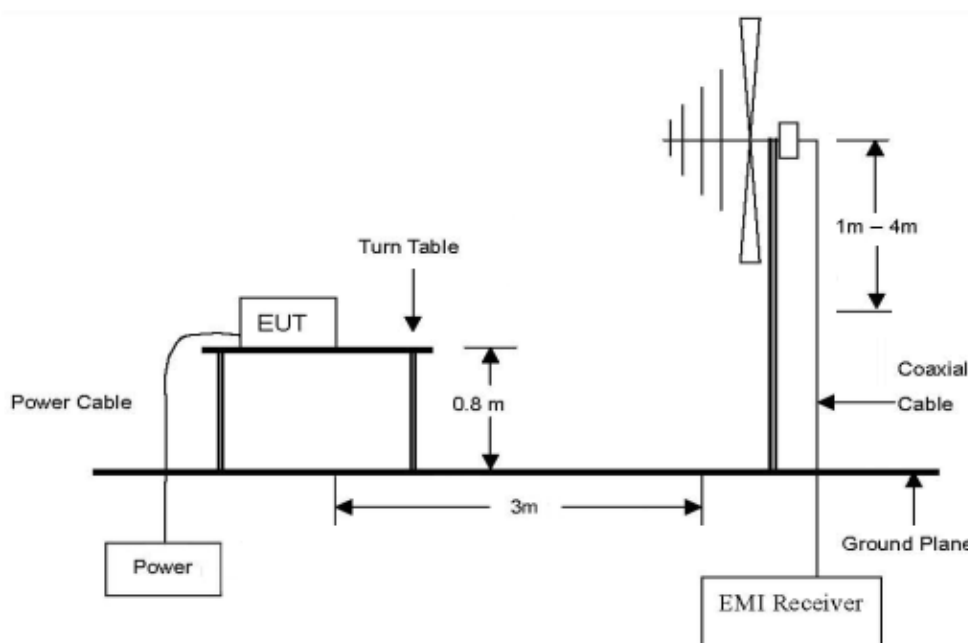 1m – 4m
Turn Table
EUT
Coaxial
Cable
Power Cable
0.8 m
3m
Ground Plane
Power
EMI Receiver